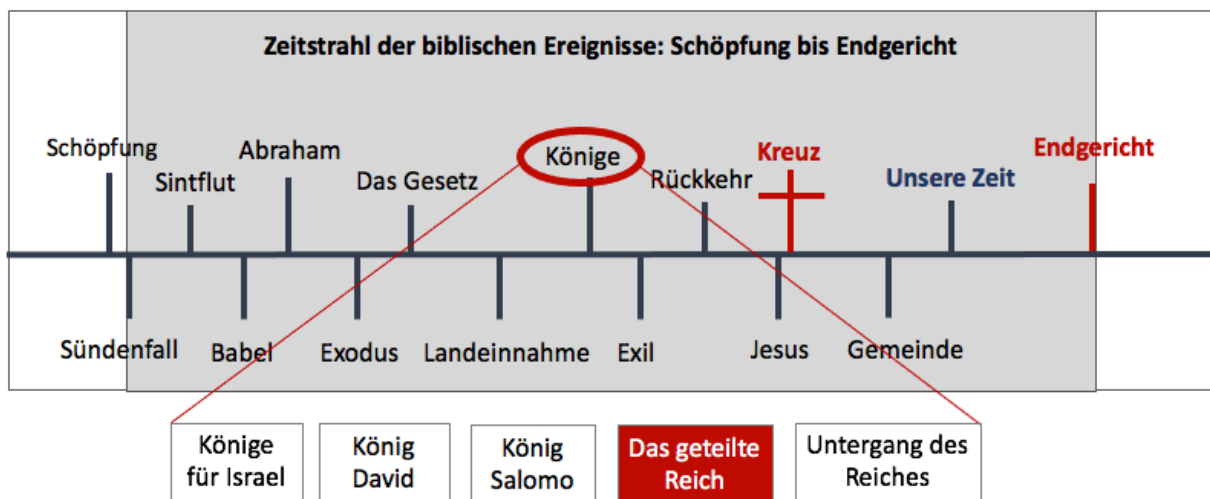 Zeitstrahl der biblischen Ereignisse: Schöpfung bis Endgericht
Schöpfung
Sintflut
Abraham
Das Gesetz
Könige
Rückkehr
Kreuz
Unsere Zeit
Endgericht
Sündenfall
Babel
Exodus
Landeinnahme
Exil
Jesus
Gemeinde
Könige
für Israel
König
David
König
Salomo
Das geteilte
Reich
Untergang des
Reiches